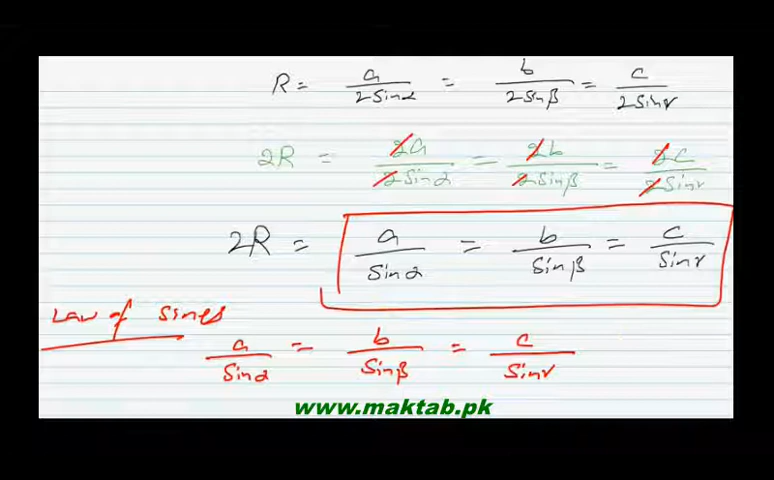 R = a/2Sinα = b/2Sinβ = c/2Sinγ
2R = 2a/2Sinα = 2b/2Sinβ = 2c/2Sinγ
2R = a/Sinα = b/Sinβ = c/Sinγ
Law of Sines
a/Sinα = b/Sinβ = c/Sinγ
www.maktab.pk